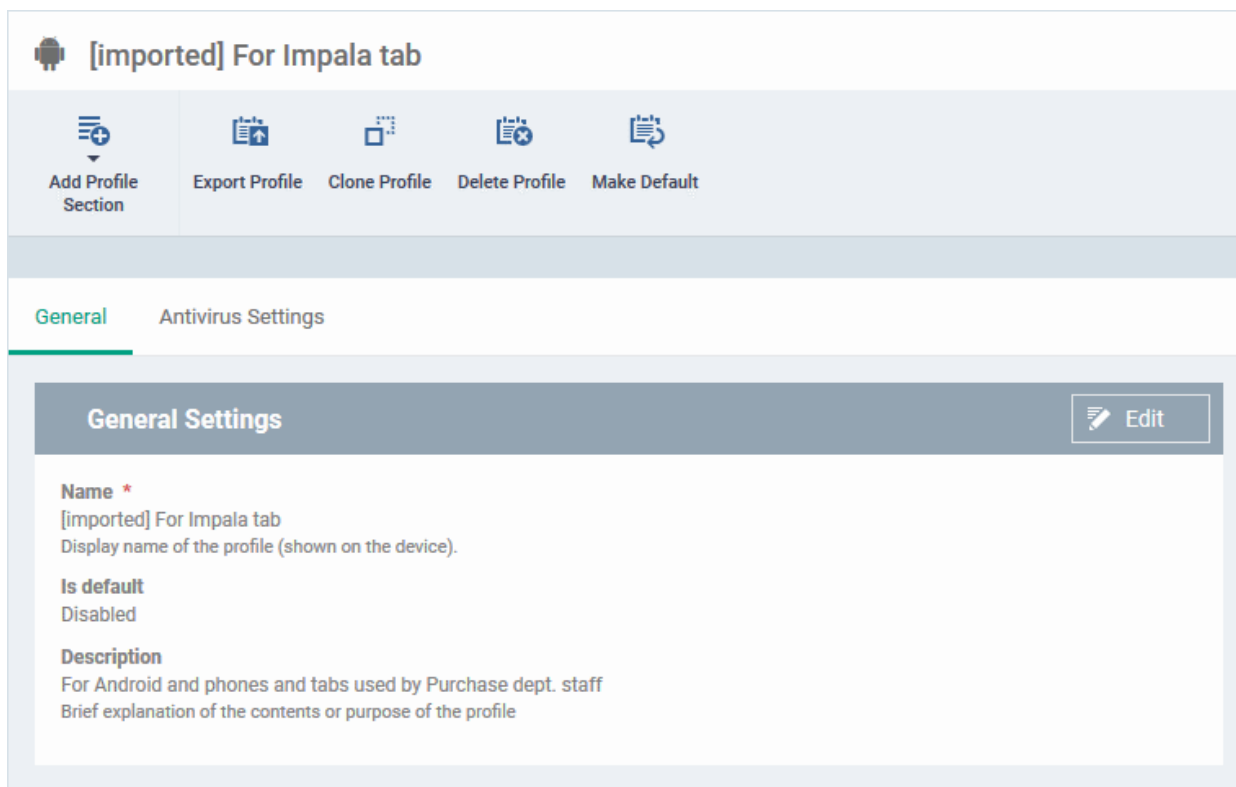 [imported] For Impala tab
Add Profile
Section
Export Profile
Clone Profile
Delete Profile
Make Default
General
Antivirus Settings
General Settings
Edit
Name *
[imported] For Impala tab
Display name of the profile (shown on the device).
Is default
Disabled
Description
For Android and phones and tabs used by Purchase dept. staff
Brief explanation of the contents or purpose of the profile